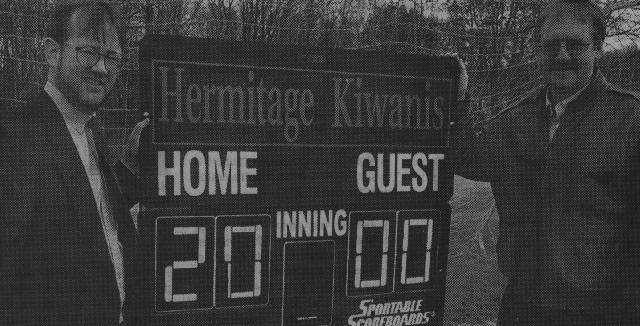 Hermitage Kiwanis
HOME GUEST
INNING
20 00
SPORTABLE
SCOREBOARDS